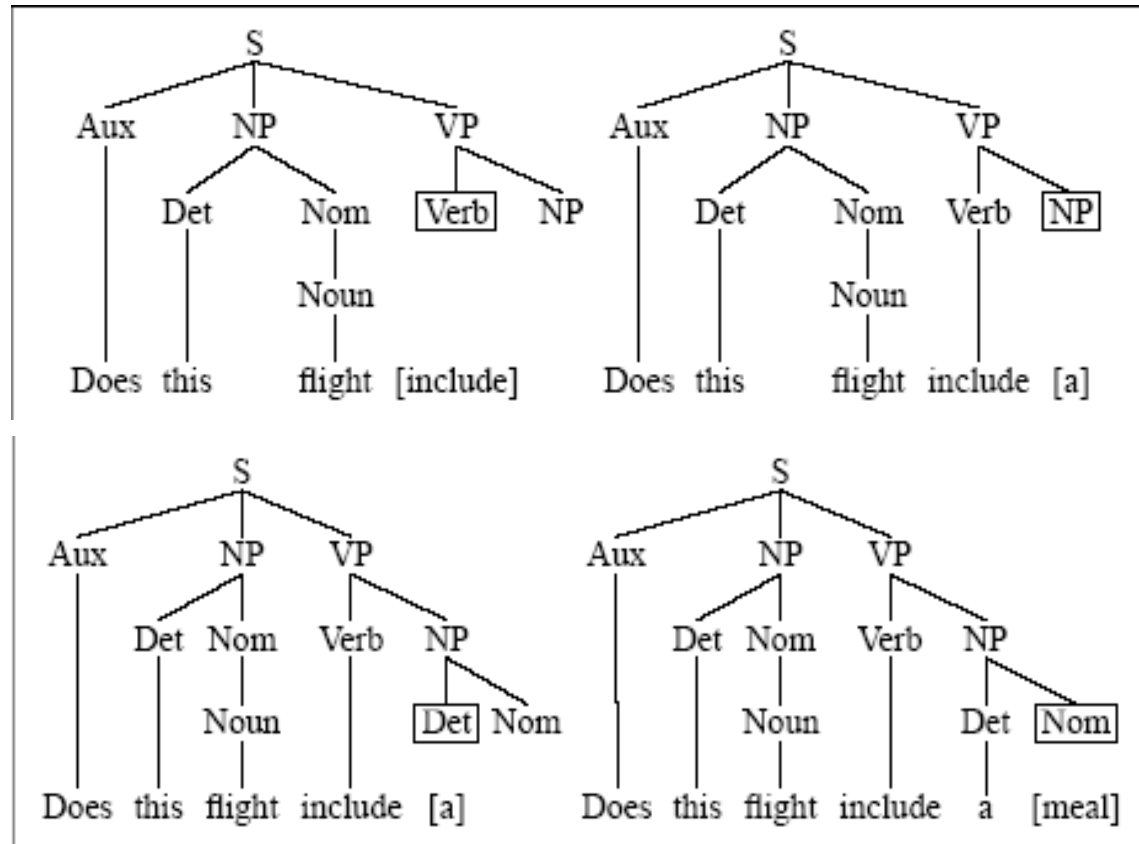 S S
Aux NP VP Aux NP VP
Det Nom Verb NP Det Nom Verb NP
Noun Noun
Does this flight [include] Does this flight include [a]
S S
Aux NP VP Aux NP VP
Det Nom Verb NP Det Nom Verb NP
Noun Det Nom Noun Det Nom
Does this flight include [a] Does this flight include a [meal]